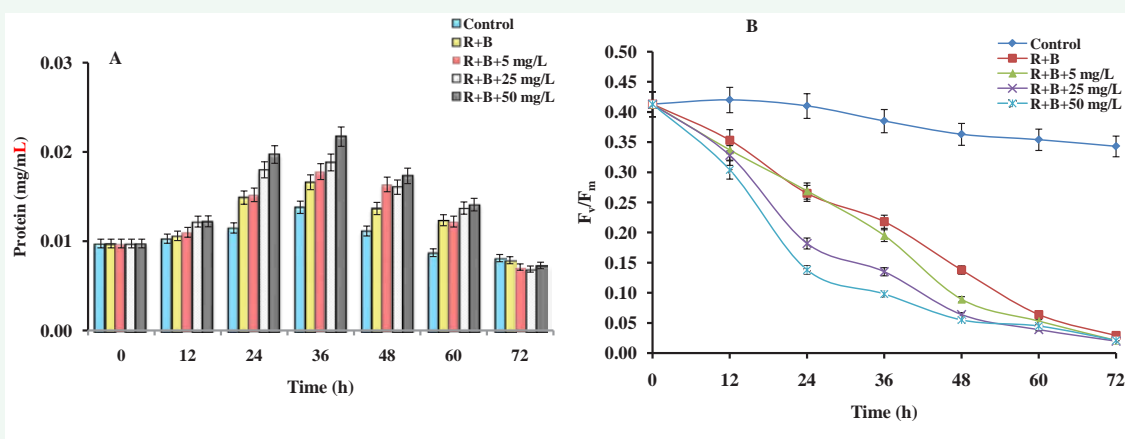 A
Control
R+B
R+B+5 mg/L
R+B+25 mg/L
R+B+50 mg/L
Protein (mg/mL)
0.03
0.02
0.01
0.00
0 12 24 36 48 60 72
Time (h)
B
Control
R+B
R+B+5 mg/L
R+B+25 mg/L
R+B+50 mg/L
Fv/Fm
0.50
0.45
0.40
0.35
0.30
0.25
0.20
0.15
0.10
0.05
0.00
0 12 24 36 48 60 72
Time (h)